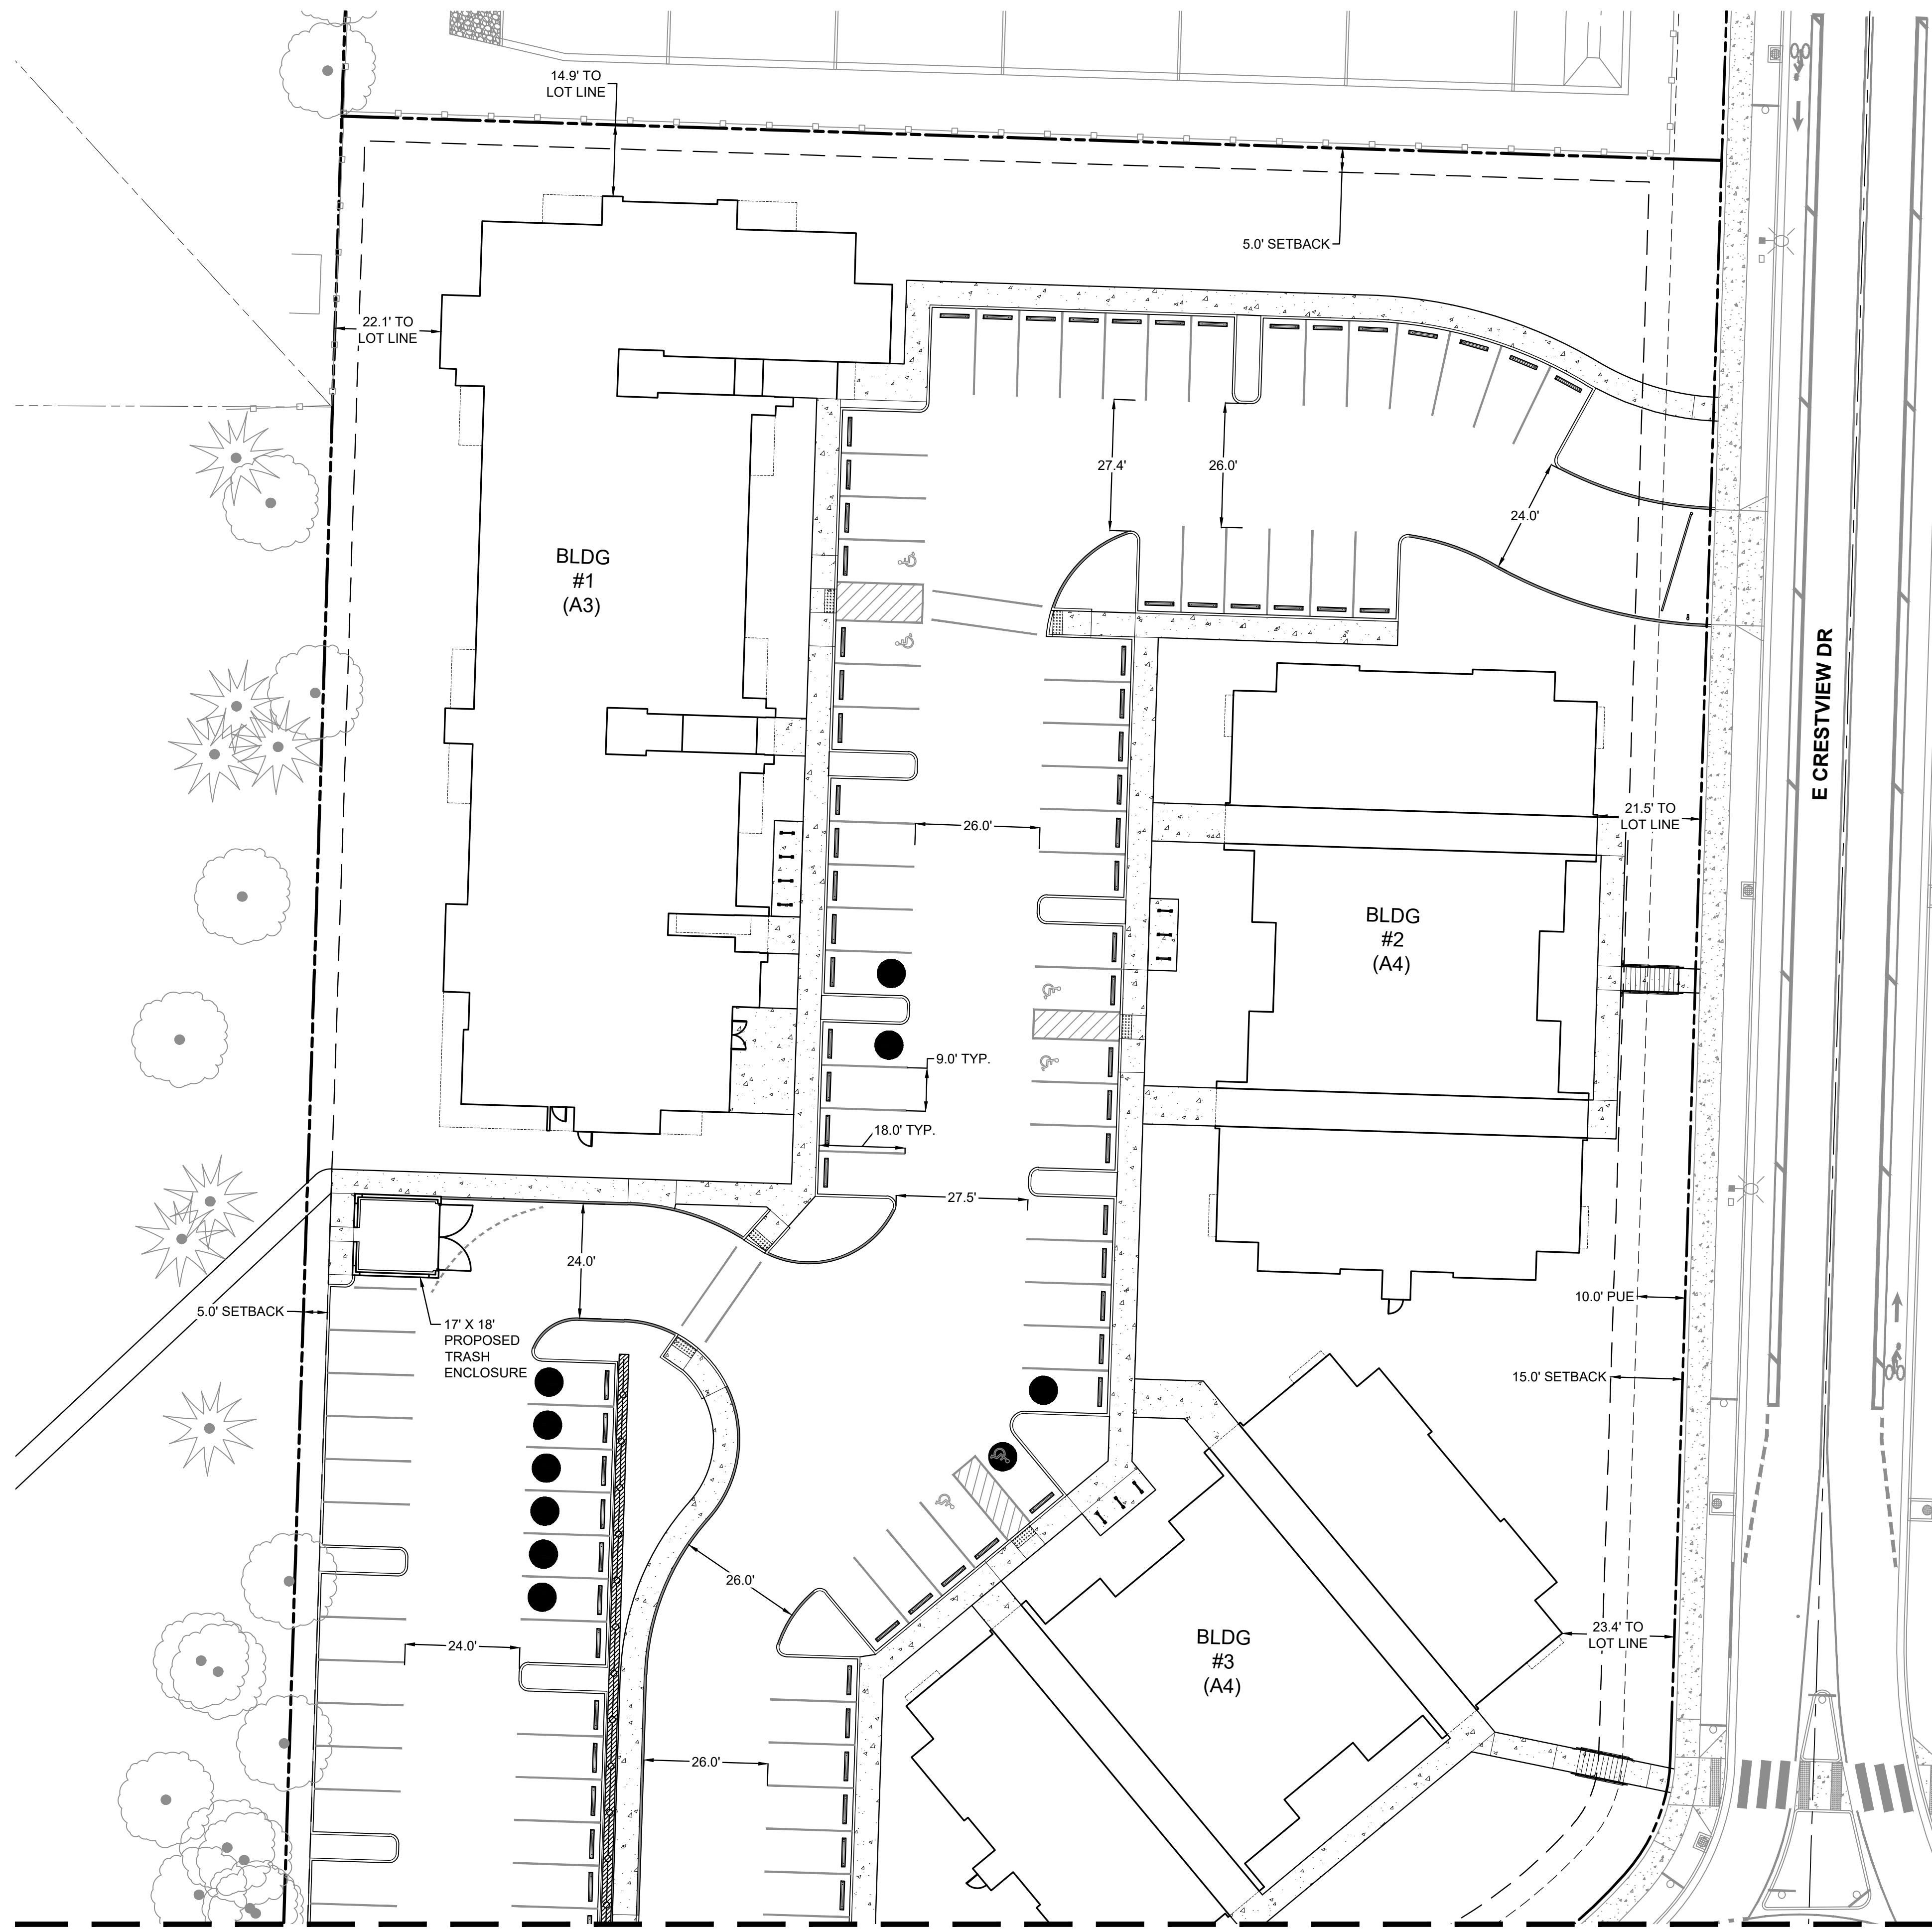 14.9' TO
LOT LINE
5.0' SETBACK
22.1' TO
LOT LINE
27.4'
26.0'
24.0'
BLDG
#1
(A3)
E CRESTVIEW DR
21.5' TO
LOT LINE
26.0'
BLDG
#2
(A4)
9.0' TYP.
18.0' TYP.
27.5'
24.0'
5.0' SETBACK
10.0' PUE
17' X 18'
PROPOSED
TRASH
ENCLOSURE
15.0' SETBACK
26.0'
24.0'
BLDG
#3
(A4)
23.4' TO
LOT LINE
26.0'